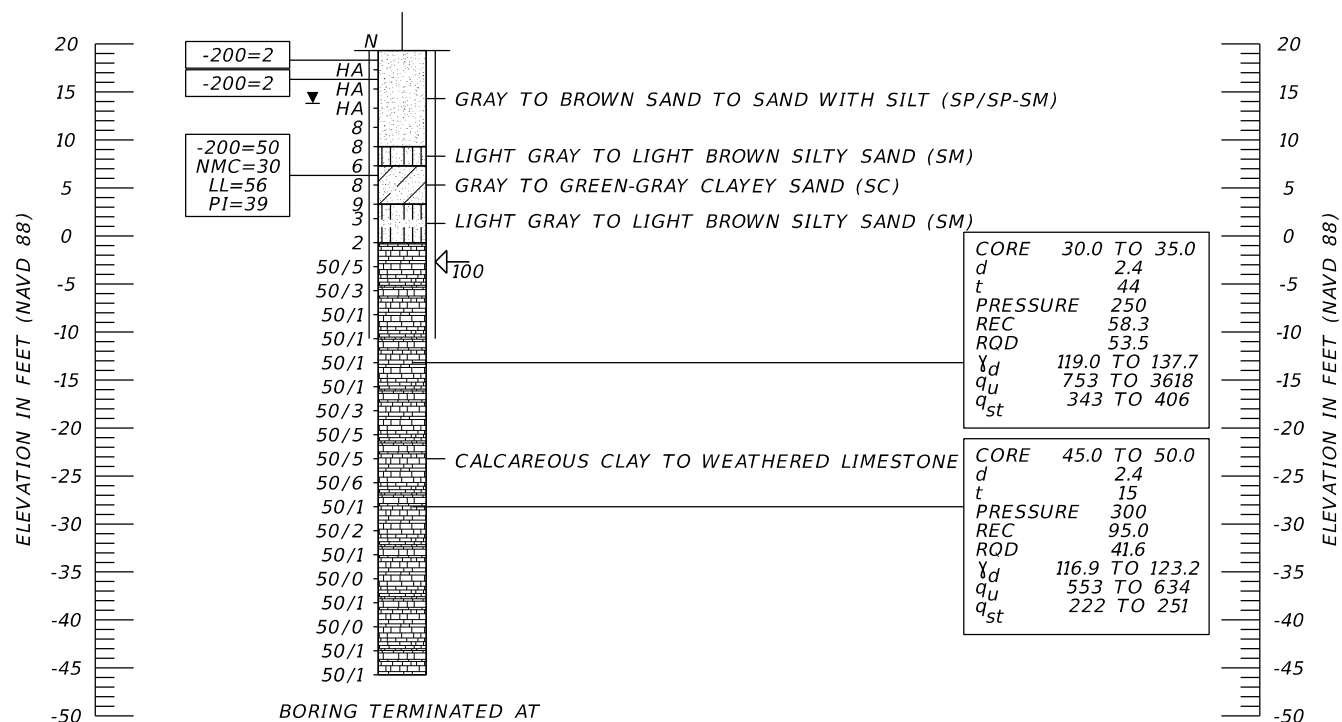 N
-200=2
-200=2
HA
HA
HA
8
8
6
8
9
3
2
50/5
50/3
50/1
50/1
50/1
50/1
50/3
50/5
50/5
50/6
50/1
50/2
50/1
50/0
50/1
50/0
50/1
50/1
-200=50
NMC=30
LL=56
PI=39
GRAY TO BROWN SAND TO SAND WITH SILT (SP/SP-SM)
LIGHT GRAY TO LIGHT BROWN SILTY SAND (SM)
GRAY TO GREEN-GRAY CLAYEY SAND (SC)
LIGHT GRAY TO LIGHT BROWN SILTY SAND (SM)
100
CALCAREOUS CLAY TO WEATHERED LIMESTONE
CORE 30.0 TO 35.0
d 2.4
t 44
PRESSURE 250
REC 58.3
RQD 53.5
γd 119.0 TO 137.7
qu 753 TO 3618
qst 343 TO 406
CORE 45.0 TO 50.0
d 2.4
t 15
PRESSURE 300
REC 95.0
RQD 41.6
γd 116.9 TO 123.2
qu 553 TO 634
qst 222 TO 251
BORING TERMINATED AT
ELEVATION IN FEET (NAVD 88)
20
15
10
5
0
-5
-10
-15
-20
-25
-30
-35
-40
-45
-50
ELEVATION IN FEET (NAVD 88)
20
15
10
5
0
-5
-10
-15
-20
-25
-30
-35
-40
-45
-50